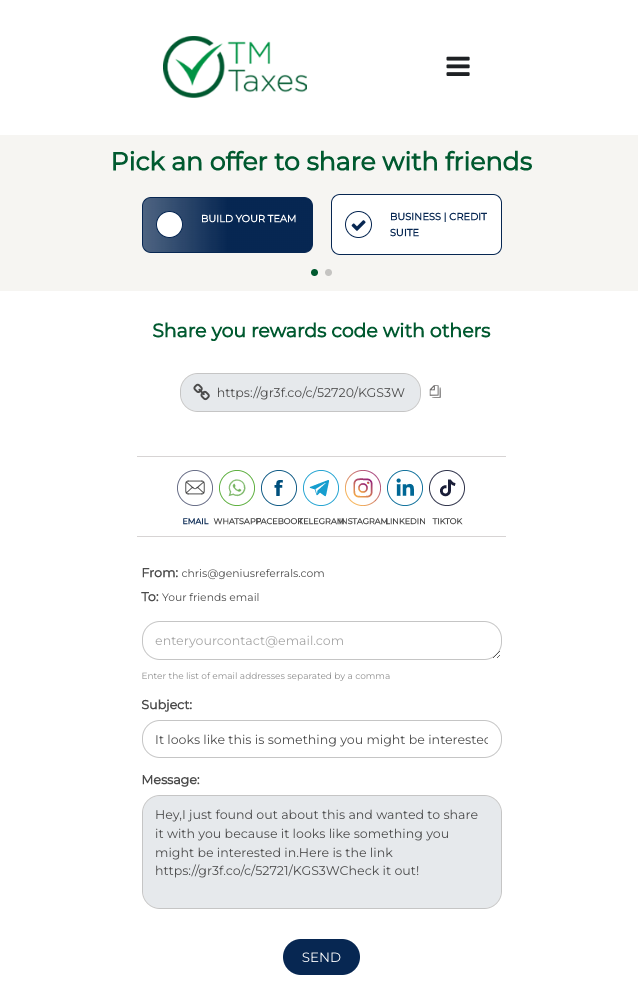 TM
Taxes
Pick an offer to share with friends
BUILD YOUR TEAM
BUSINESS | CREDIT
SUITE
Share you rewards code with others
https://gr3f.co/c/52720/KGS3W
EMAIL WHATSAPP FACEBOOK TELEGRAM INSTAGRAM LINKEDIN TIKTOK
From: chris@geniusreferrals.com
To: Your friends email
enteryourcontact@email.com
Enter the list of email addresses separated by a comma
Subject:
It looks like this is something you might be interested
Message:
Hey,I just found out about this and wanted to share
it with you because it looks like something you
might be interested in.Here is the link
https://gr3f.co/c/52721/KGS3WCheck it out!
SEND